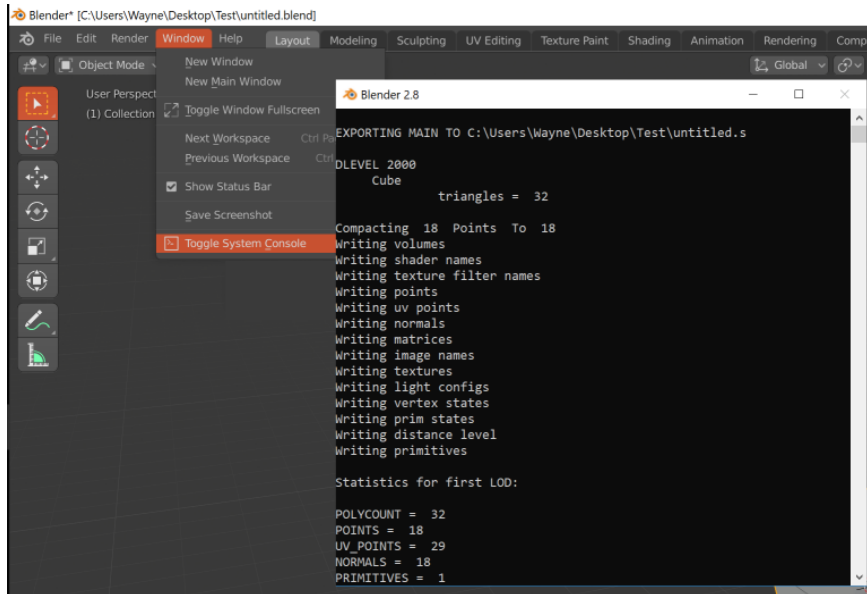 Blender* [C:\Users\Wayne\Desktop\Test\untitled.blend]
File Edit Render Window Help Layout Modeling Sculpting UV Editing Texture Paint Shading Animation Rendering Comp
Object Mode Global
User Perspect
(1) Collection
New Window
New Main Window
Toggle Window Fullscreen
Next Workspace Ctrl Pa
Previous Workspace Ctrl
Show Status Bar
Save Screenshot
Toggle System Console
Blender 2.8
EXPORTING MAIN TO C:\Users\Wayne\Desktop\Test\untitled.s
DLEVEL 2000
Cube
triangles = 32
Compacting 18 Points To 18
Writing volumes
Writing shader names
Writing texture filter names
Writing points
Writing uv points
Writing normals
Writing matrices
Writing image names
Writing textures
Writing light configs
Writing vertex states
Writing prim states
Writing distance level
Writing primitives
Statistics for first LOD:
POLYCOUNT = 32
POINTS = 18
UV_POINTS = 29
NORMALS = 18
PRIMITIVES = 1